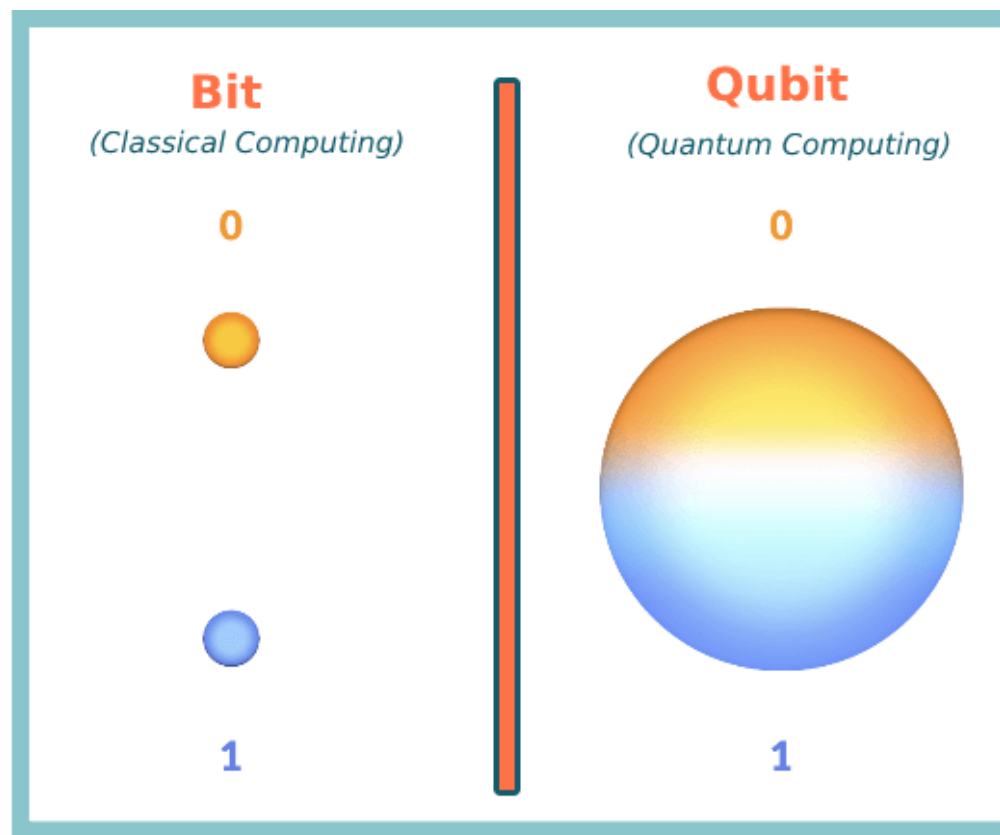 Bit
(Classical Computing)
0
1
Qubit
(Quantum Computing)
0
1